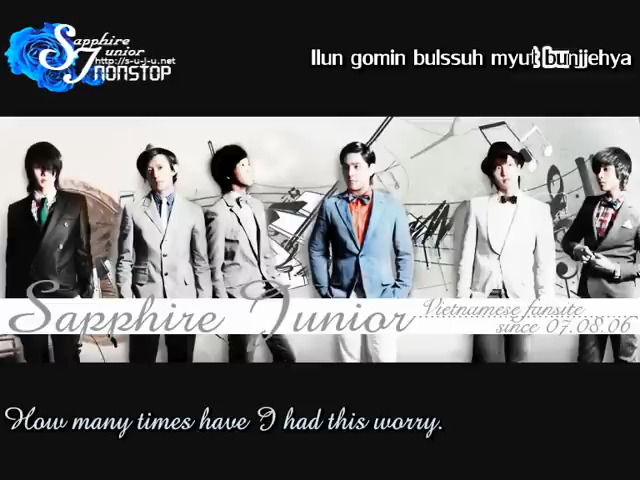 Sapphire
Junior
http://s-u-j-u.net
NONSTOP
Ilun gomin bulssuh myut bunjjehya
Sapphire Junior
Vietnamese fansite
since 07.08.06
How many times have I had this worry.